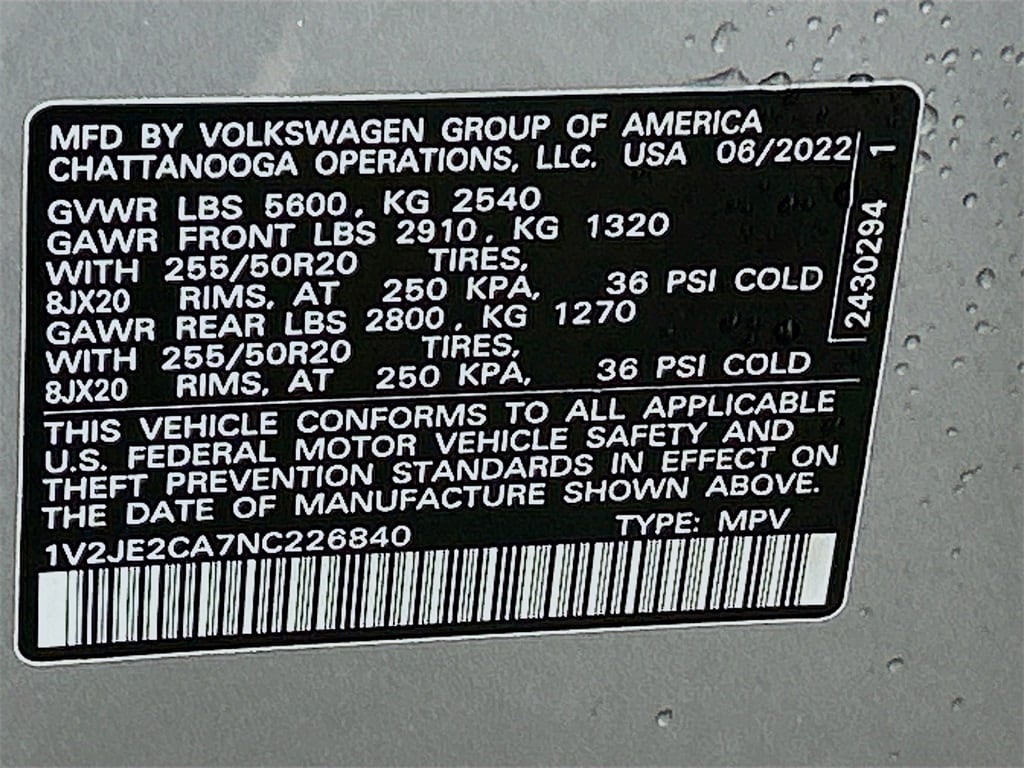 MFD BY VOLKSWAGEN GROUP OF AMERICA
CHATTANOOGA OPERATIONS, LLC. USA 06/2022
GVWR LBS 5600, KG 2540
GAWR FRONT LBS 2910, KG 1320
WITH 255/50R20 TIRES,
8JX20 RIMS, AT 250 KPA, 36 PSI COLD
GAWR REAR LBS 2800, KG 1270
WITH 255/50R20 TIRES,
8JX20 RIMS, AT 250 KPA, 36 PSI COLD
THIS VEHICLE CONFORMS TO ALL APPLICABLE
U.S. FEDERAL MOTOR VEHICLE SAFETY AND
THEFT PREVENTION STANDARDS IN EFFECT ON
THE DATE OF MANUFACTURE SHOWN ABOVE.
1V2JE2CA7NC226840 TYPE: MPV
2430294 1